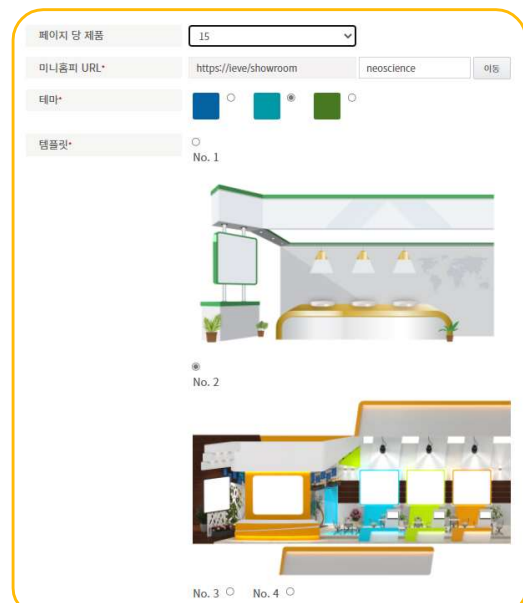 페이지 당 제품 15
미니홈피 URL• https://ieve/showroom neoscience 이동
테마•
템플릿•
No. 1
No. 2
No. 3 No. 4